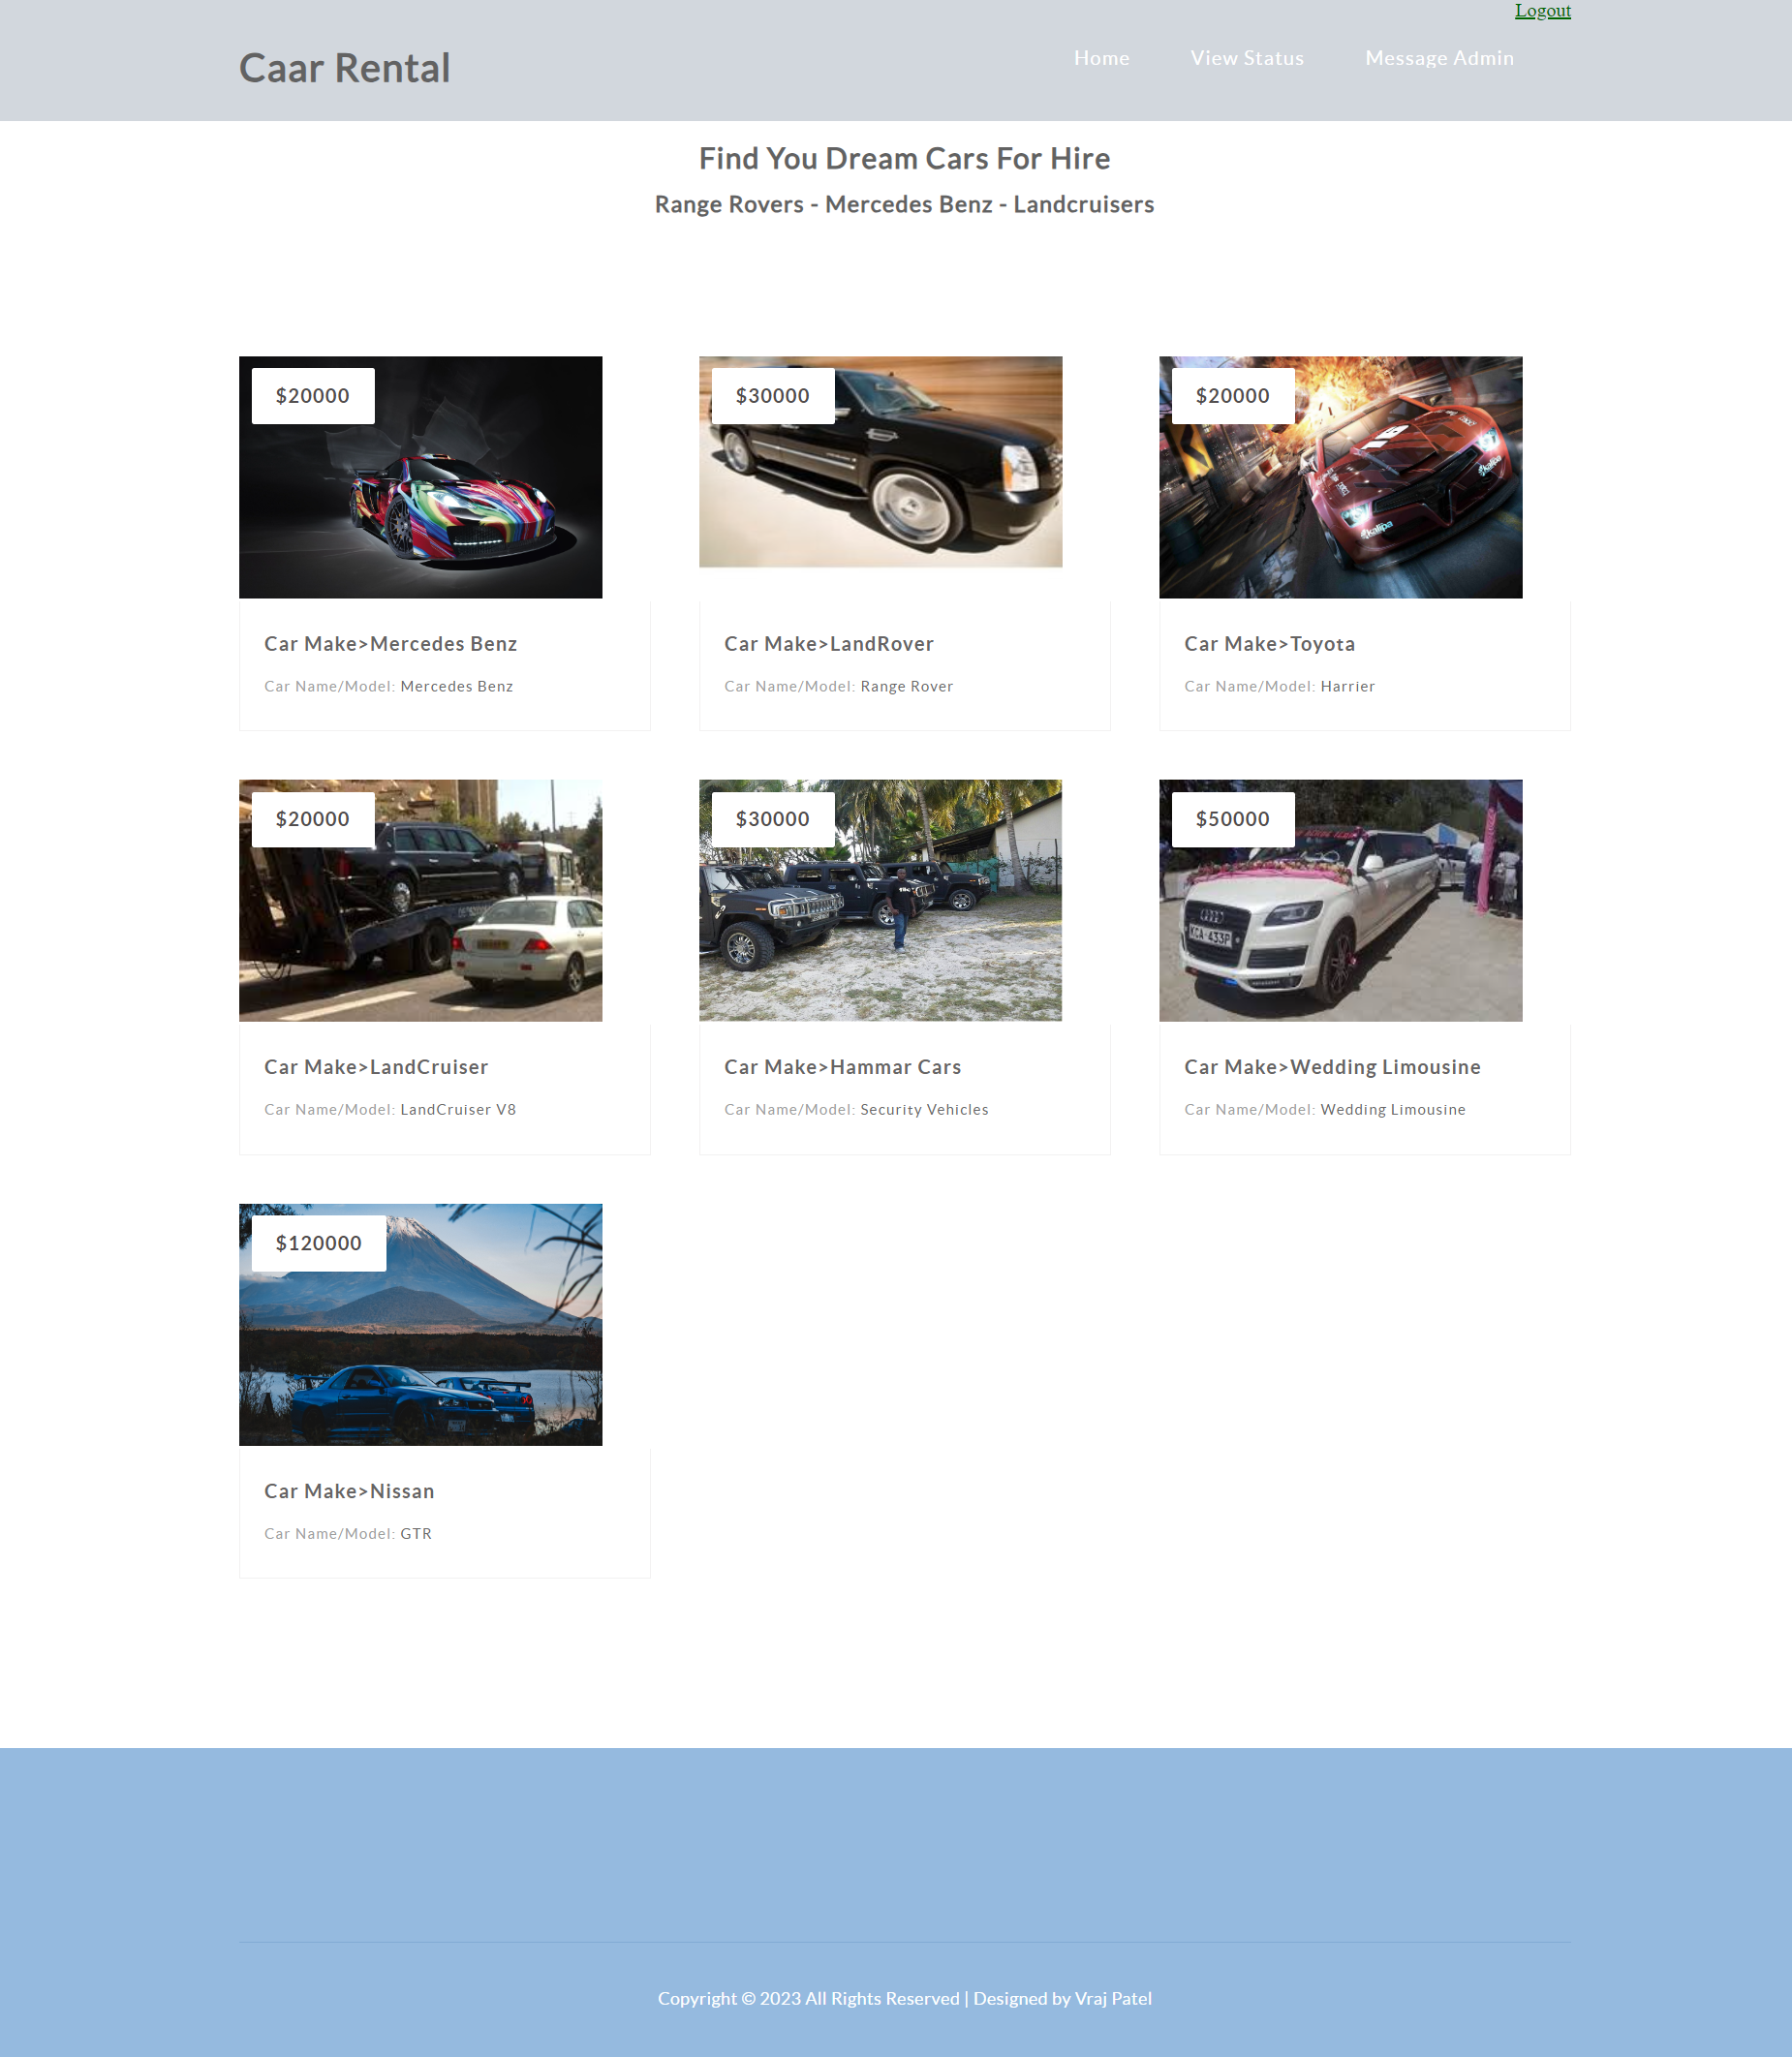 Logout
Caar Rental
Home View Status Message Admin
Find You Dream Cars For Hire
Range Rovers - Mercedes Benz - Landcruisers
$20000
$30000
$20000
kalipa
kalipa
Car Make>Mercedes Benz
Car Name/Model: Mercedes Benz
Car Make>LandRover
Car Name/Model: Range Rover
Car Make>Toyota
Car Name/Model: Harrier
$20000
$30000
$50000
KCA 433P
Car Make>LandCruiser
Car Name/Model: LandCruiser V8
Car Make>Hammar Cars
Car Name/Model: Security Vehicles
Car Make>Wedding Limousine
Car Name/Model: Wedding Limousine
$120000
Car Make>Nissan
Car Name/Model: GTR
Copyright © 2023 All Rights Reserved | Designed by Vraj Patel